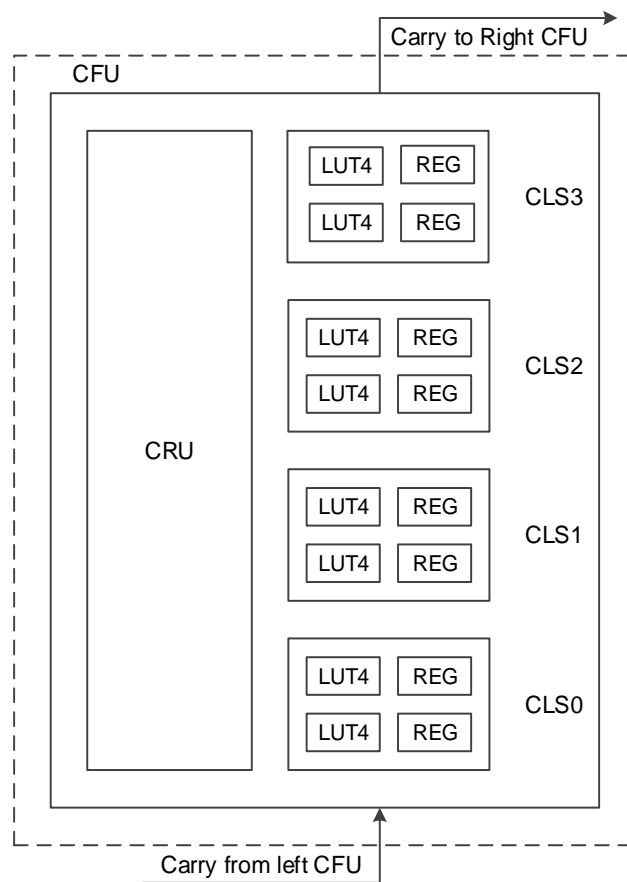 Carry to Right CFU
CFU
LUT4 REG
LUT4 REG
CLS3
LUT4 REG
LUT4 REG
CLS2
CRU
LUT4 REG
LUT4 REG
CLS1
LUT4 REG
LUT4 REG
CLS0
Carry from left CFU